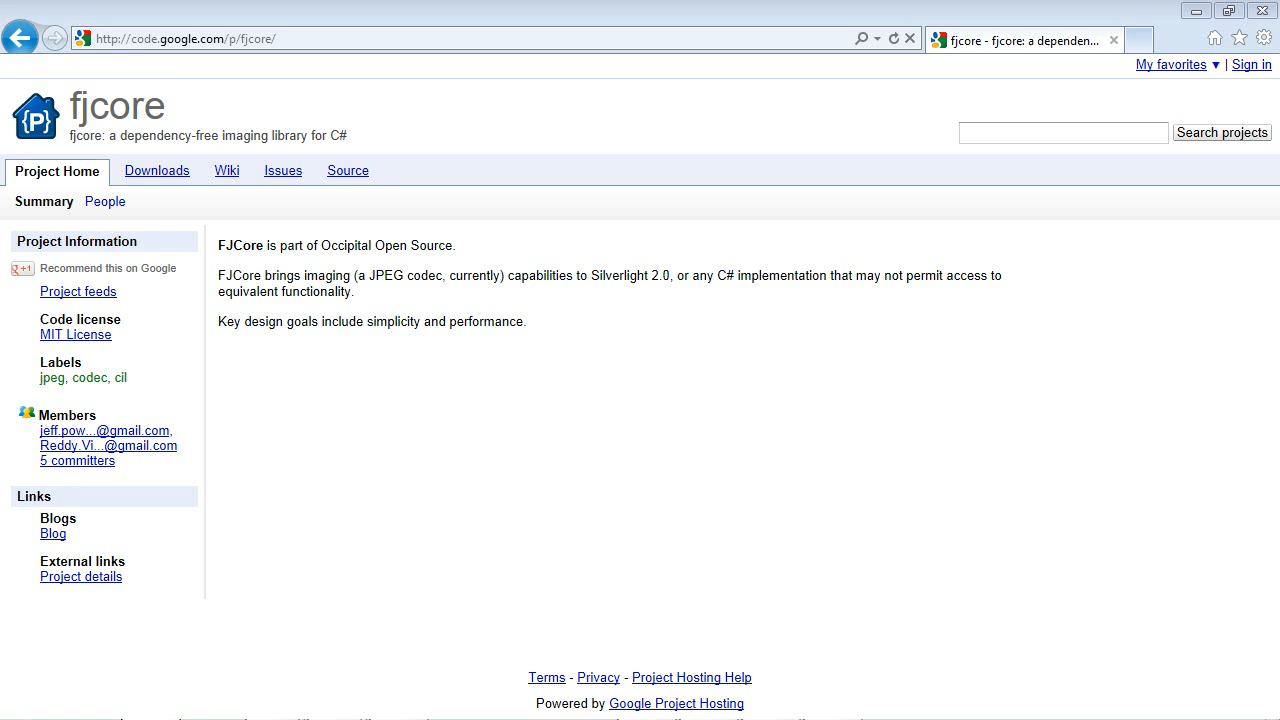 http://code.google.com/p/fjcore/
fjcore - fjcore: a dependen...
My favorites ▼ | Sign in
{P}
fjcore
fjcore: a dependency-free imaging library for C#
Search projects
Project Home Downloads Wiki Issues Source
Summary People
Project Information
+1 Recommend this on Google
Project feeds
Code license
MIT License
Labels
jpeg, codec, cil
Members
jeff.pow...@gmail.com,
Reddy.Vi...@gmail.com
5 committers
Links
Blogs
Blog
External links
Project details
FJCore is part of Occipital Open Source.
FJCore brings imaging (a JPEG codec, currently) capabilities to Silverlight 2.0, or any C# implementation that may not permit access to
equivalent functionality.
Key design goals include simplicity and performance.
Terms - Privacy - Project Hosting Help
Powered by Google Project Hosting